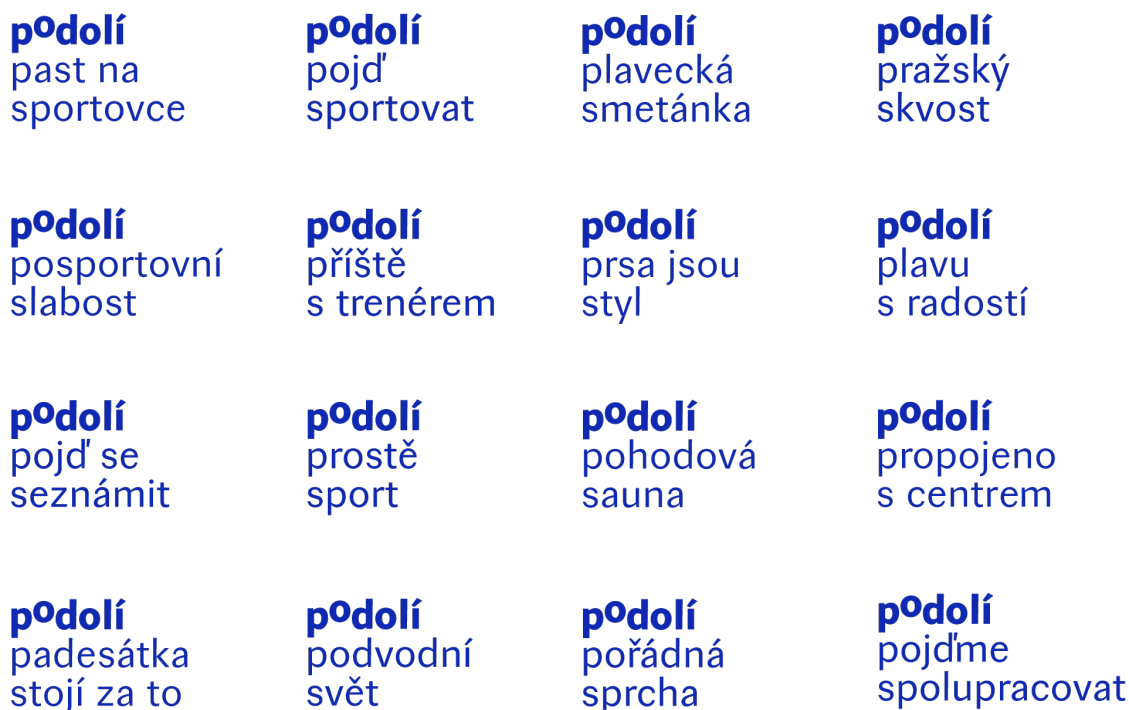 podolí
past na
sportovce
podolí
pojď
sportovat
podolí
plavecká
smetánka
podolí
pražský
skvost
podolí
posportovní
slabost
podolí
příště
s trenérem
podolí
prsa jsou
styl
podolí
plavu
s radostí
podolí
pojď se
seznámit
podolí
prostě
sport
podolí
pohodová
sauna
podolí
propojeno
s centrem
podolí
padesátka
stojí za to
podolí
podvodní
svět
podolí
pořádná
sprcha
podolí
pojďme
spolupracovat